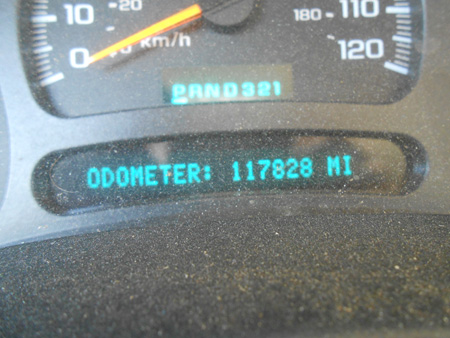 10 -20 180- 110
0 km/h 120
PRND321
ODOMETER: 117828 MI